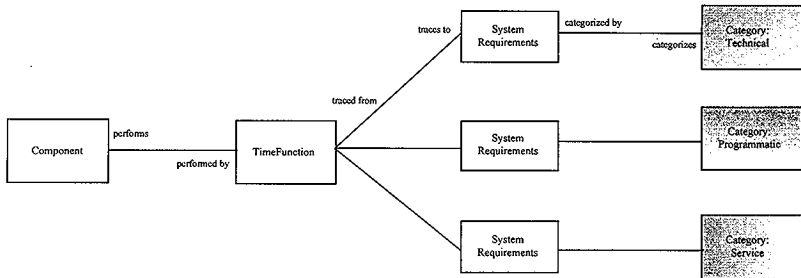 traces to
System
Requirements
categorized by
categorizes
Category:
Technical
traced from
Component
performs
performed by
TimeFunction
System
Requirements
Category:
Programmatic
System
Requirements
Category:
Service